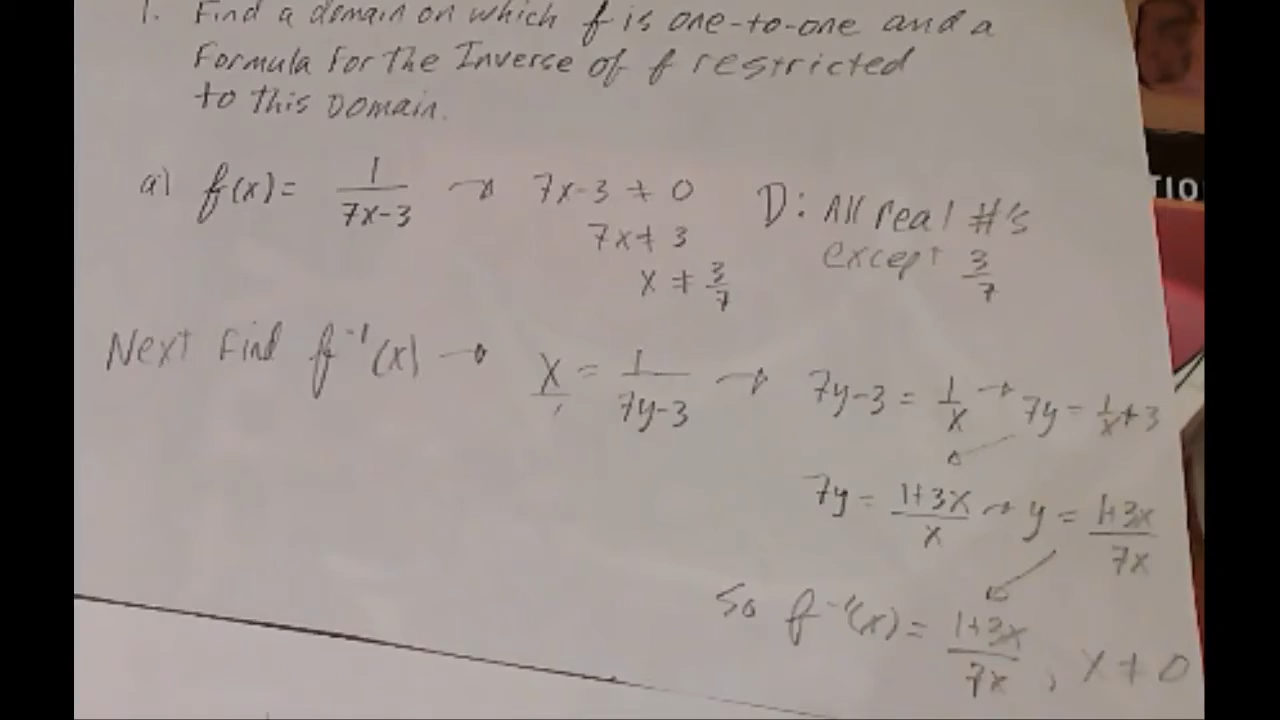 1. Find a domain on which f is one-to-one and a
Formula For The Inverse of f restricted
to this Domain.
a) f(x) = 1/(7x-3) → 7x-3 ≠ 0 D: All real #'s
7x ≠ 3 except 3/7
x ≠ 3/7
Next Find f⁻¹(x) → x = 1/(7y-3) → 7y-3 = 1/x → 7y = 1/x + 3
7y = (1+3x)/x → y = (1+3x)/(7x)
So f⁻¹(x) = (1+3x)/(7x), x ≠ 0
TIO